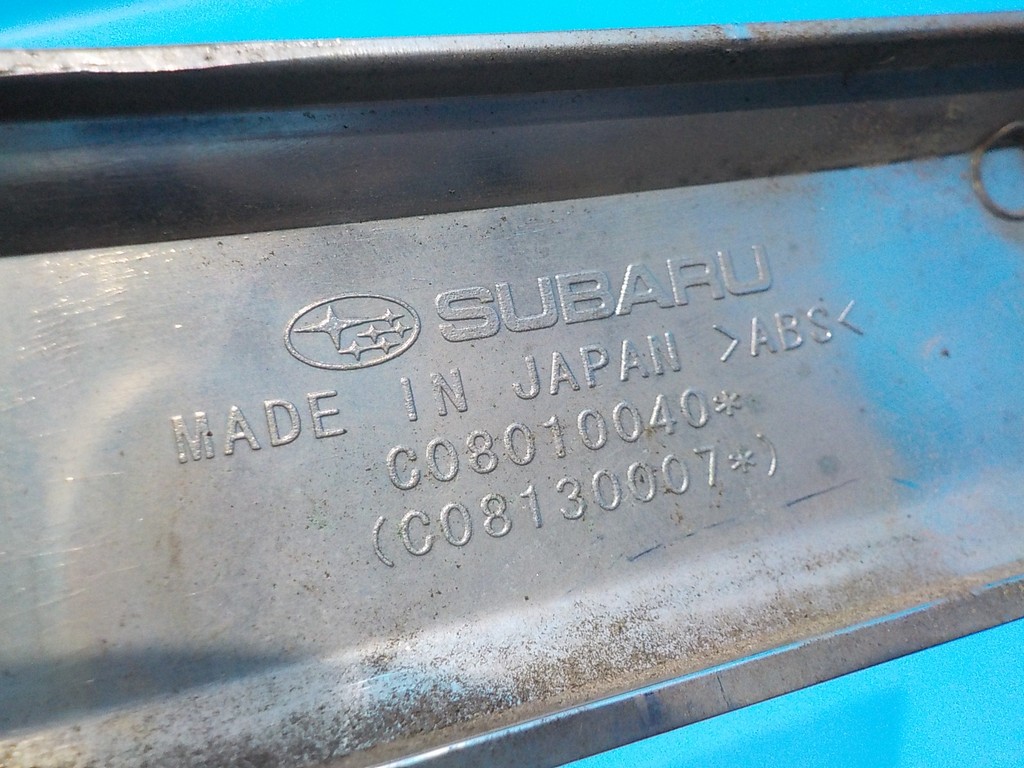 SUBARU
MADE IN JAPAN >ABS<
C08010040*
(C08130007*)